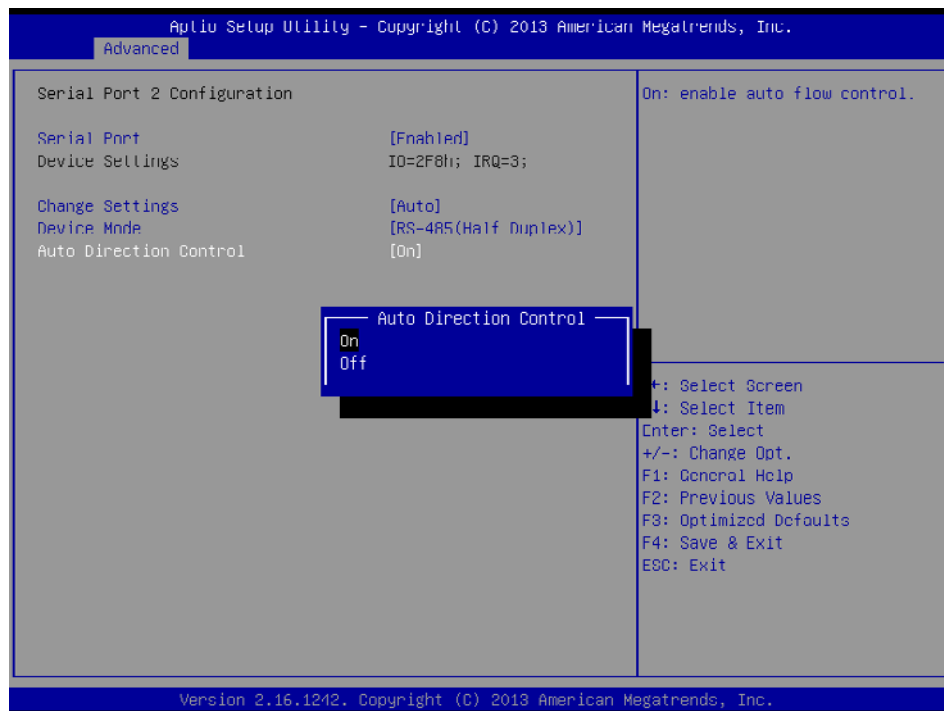 Aptio Setup Utility - Copyright (C) 2013 American Megatrends, Inc.
Advanced
Serial Port 2 Configuration
On: enable auto flow control.
Serial Port [Enabled]
Device Settings IO=2F8h; IRQ=3;
Change Settings [Auto]
Device Mode [RS-485(Half Duplex)]
Auto Direction Control [On]
Auto Direction Control
On
Off
: Select Screen
↓: Select Item
Enter: Select
+/-: Change Opt.
F1: General Help
F2: Previous Values
F3: Optimized Defaults
F4: Save & Exit
ESC: Exit
Version 2.16.1242. Copyright (C) 2013 American Megatrends, Inc.